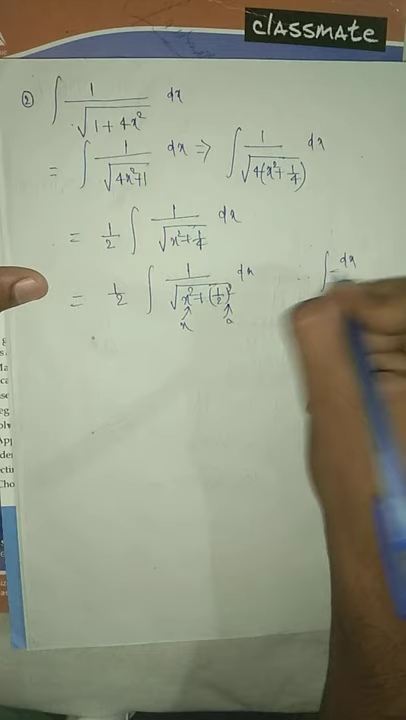 classmate
② ∫ 1/√(1 + 4x²) dx
= ∫ 1/√(4x²+1) dx ⇒ ∫ 1/√(4(x²+1/4)) dx
= 1/2 ∫ 1/√(x²+1/4) dx
= 1/2 ∫ 1/√(x²+(1/2)²) dx ∫ dx
x a